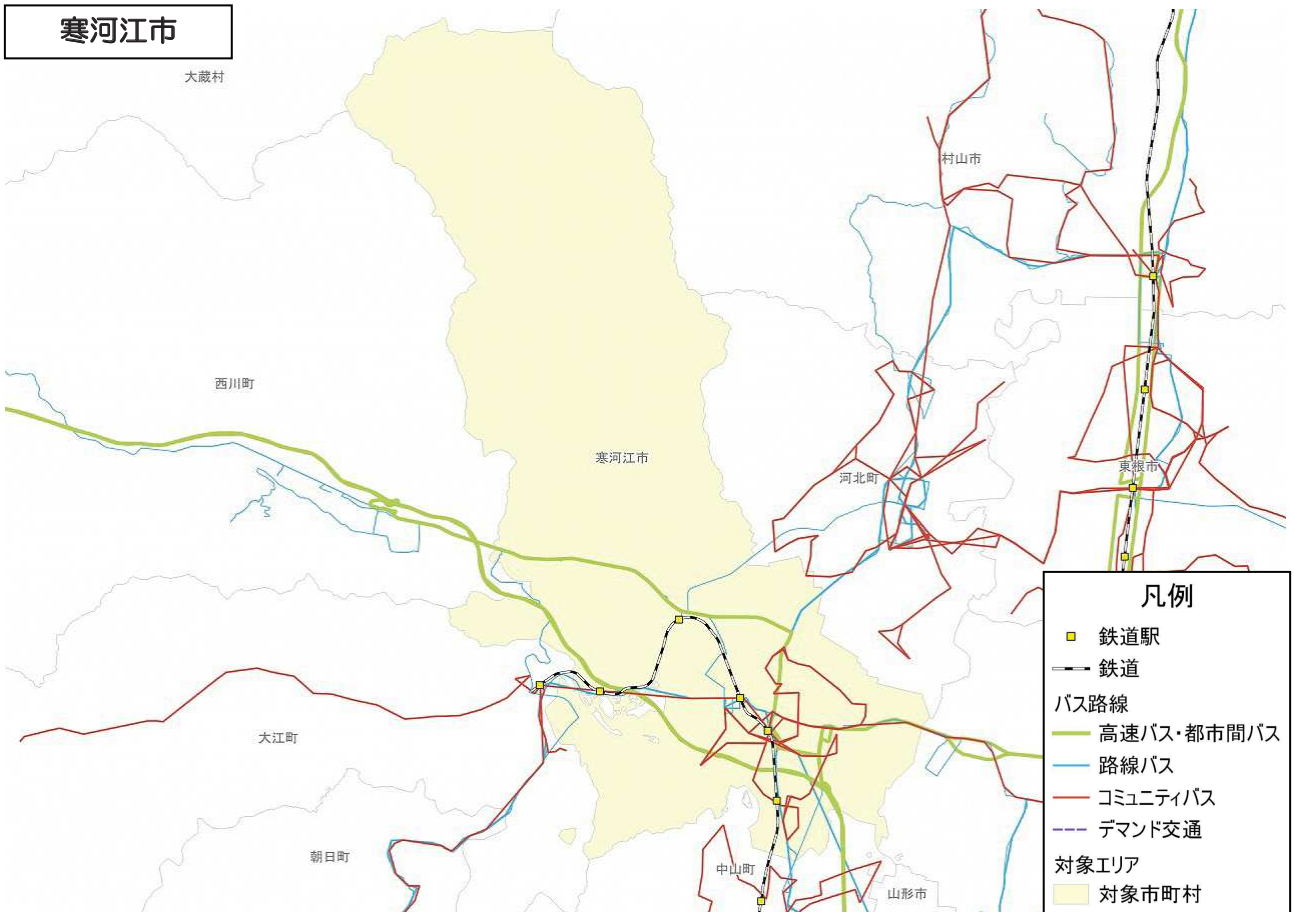 寒河江市
大蔵村
村山市
西川町
寒河江市
河北町
東根市
大江町
朝日町
中山町
山形市
凡例
鉄道駅
鉄道
バス路線
高速バス・都市間バス
路線バス
コミュニティバス
デマンド交通
対象エリア
対象市町村